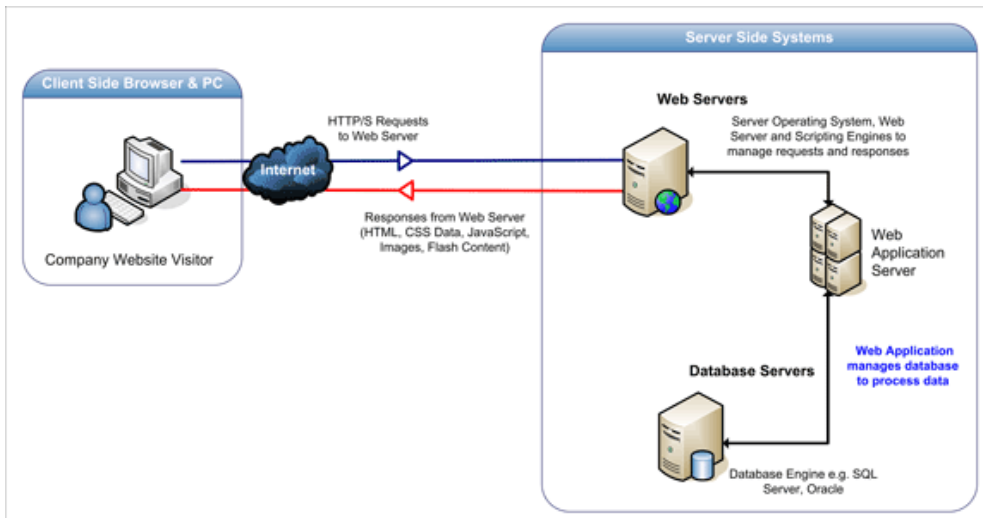 Server Side Systems
Client Side Browser & PC
Web Servers
HTTP/S Requests
to Web Server
Server Operating System, Web
Server and Scripting Engines to
manage requests and responses
Internet
Responses from Web Server
(HTML, CSS Data, JavaScript,
Images, Flash Content)
Company Website Visitor
Web
Application
Server
Web Application
manages database
to process data
Database Servers
Database Engine e.g. SQL
Server, Oracle